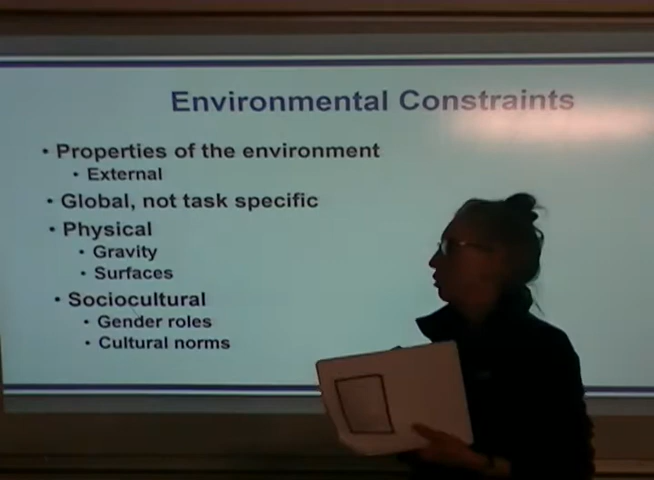 Environmental Constraints
• Properties of the environment
• External
• Global, not task specific
• Physical
• Gravity
• Surfaces
• Sociocultural
• Gender roles
• Cultural norms